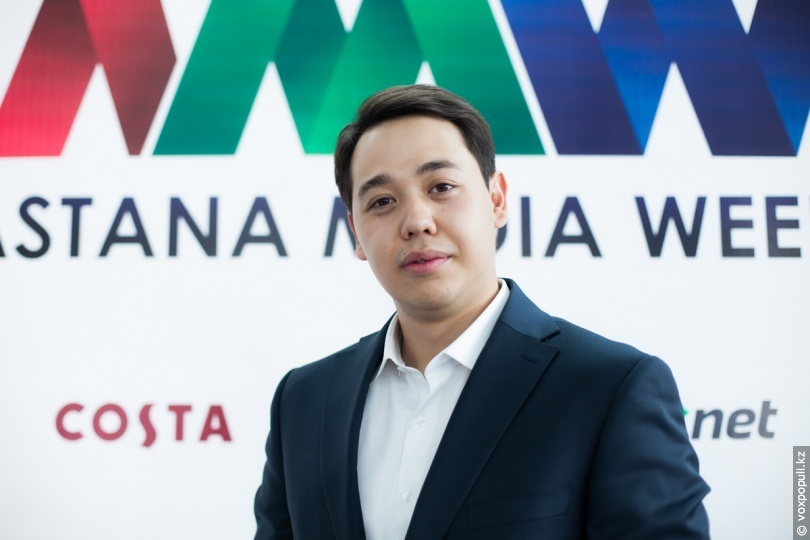 ASTANA M DIA WEE
COSTA
net
© voxpopuli.kz